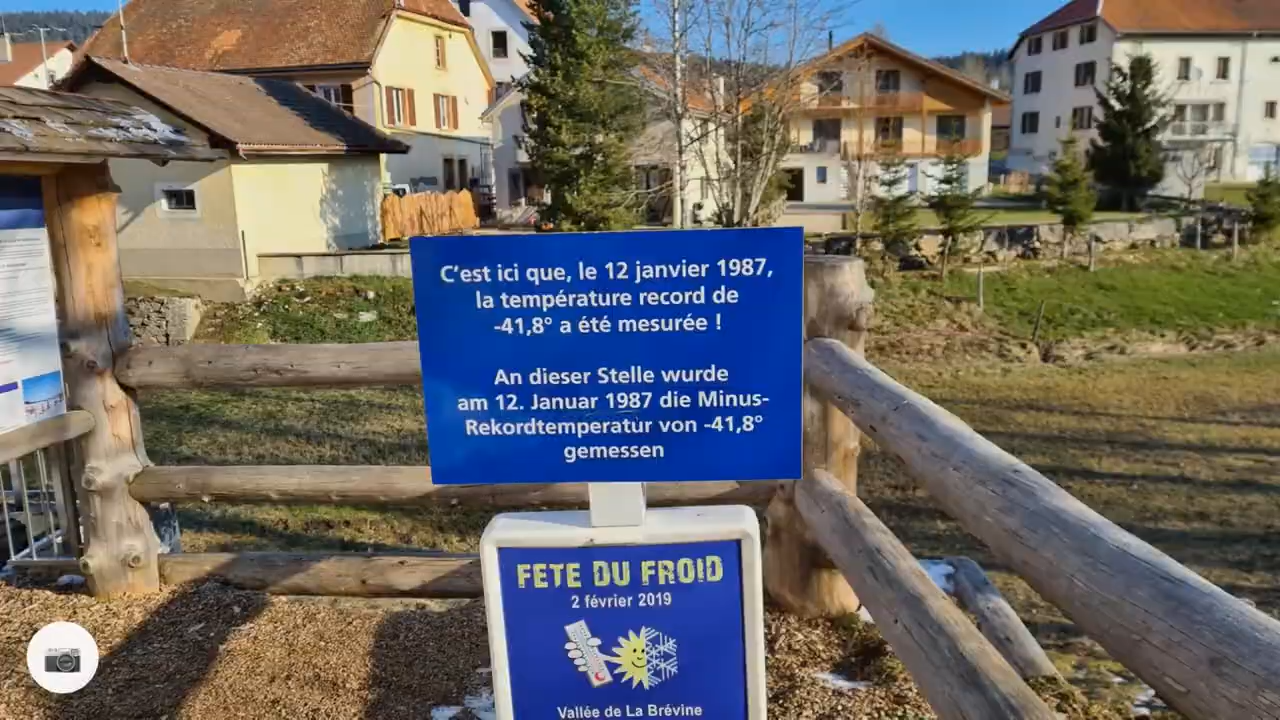 C'est ici que, le 12 janvier 1987,
la température record de
-41,8° a été mesurée !
An dieser Stelle wurde
am 12. Januar 1987 die Minus-
Rekordtemperatur von -41,8°
gemessen
FETE DU FROID
2 février 2019
Vallée de La Brévine